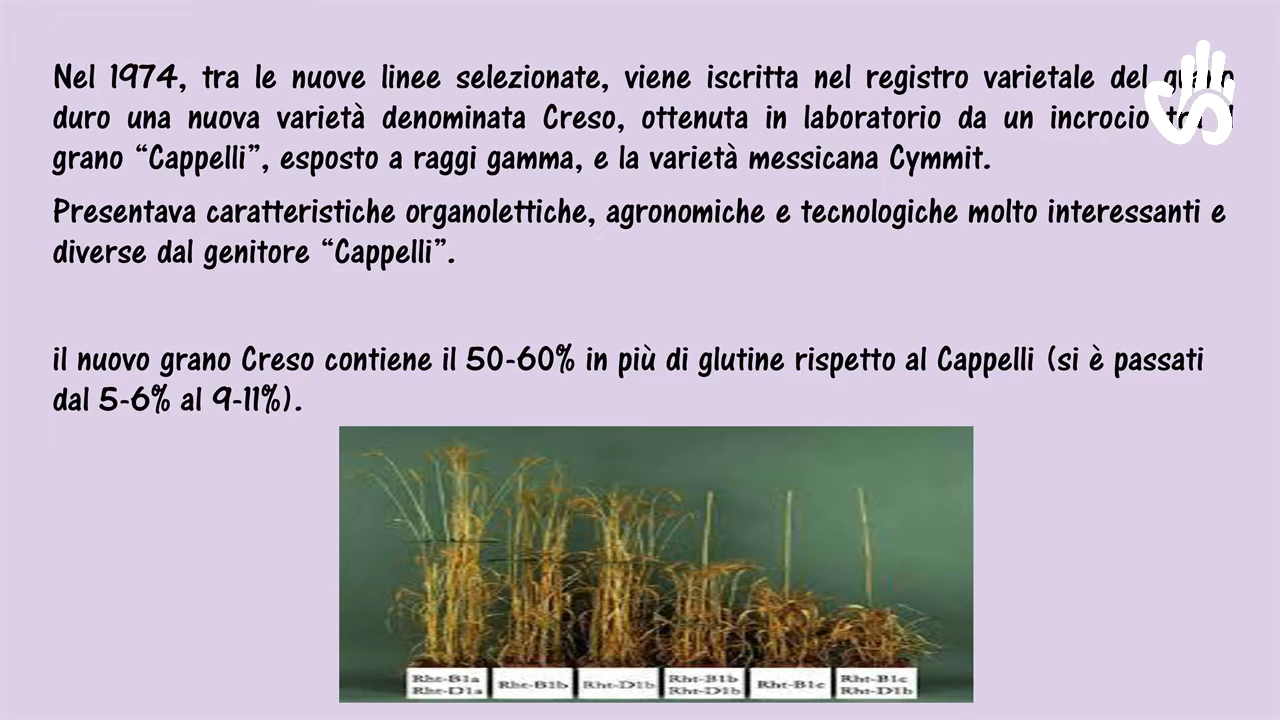 Nel 1974, tra le nuove linee selezionate, viene iscritta nel registro varietale del
duro una nuova varietà denominata Creso, ottenuta in laboratorio da un incrocio
grano “Cappelli”, esposto a raggi gamma, e la varietà messicana Cymmit.
Presentava caratteristiche organolettiche, agronomiche e tecnologiche molto interessanti e
diverse dal genitore “Cappelli”.
il nuovo grano Creso contiene il 50-60% in più di glutine rispetto al Cappelli (si è passati
dal 5-6% al 9-11%).
Rht-B1a Rht-B1b Rht-D1b Rht-B1b Rht-B1c Rht-B1c
Rht-D1a Rht-D1b Rht-D1b